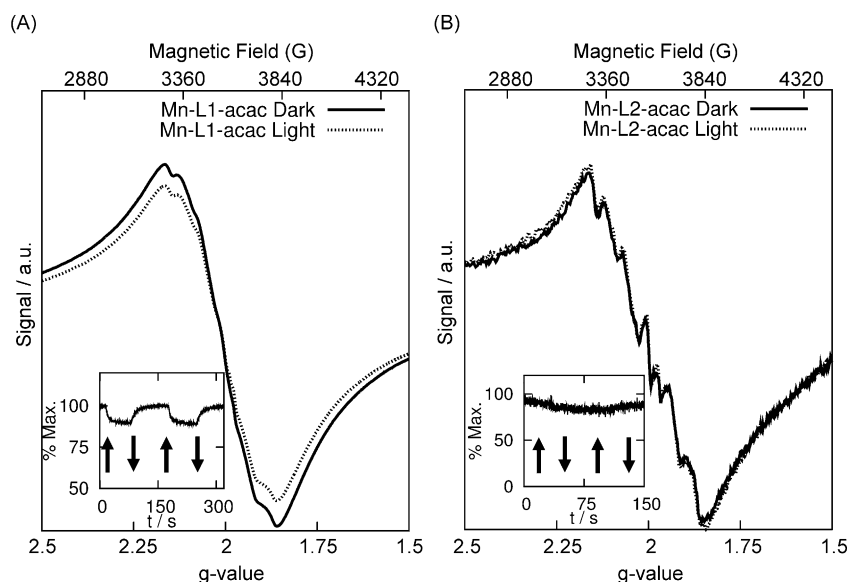 (A)
Magnetic Field (G)
2880 3360 3840 4320
Mn-L1-acac Dark
Mn-L1-acac Light
Signal / a.u.
% Max.
100
75
50
0 150 300
t / s
2.5 2.25 2 1.75 1.5
g-value
(B)
Magnetic Field (G)
2880 3360 3840 4320
Mn-L2-acac Dark
Mn-L2-acac Light
Signal / a.u.
% Max.
100
50
0
0 75 150
t / s
2.5 2.25 2 1.75 1.5
g-value